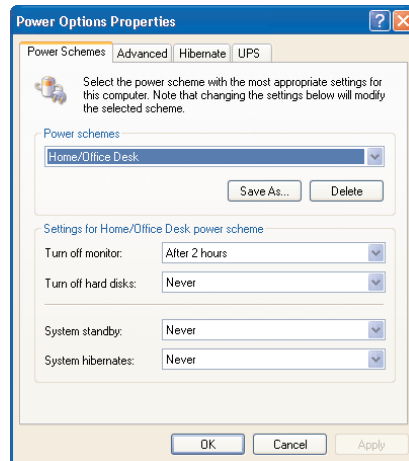 Power Options Properties
Power Schemes Advanced Hibernate UPS
Select the power scheme with the most appropriate settings for
this computer. Note that changing the settings below will modify
the selected scheme.
Power schemes
Home/Office Desk
Save As... Delete
Settings for Home/Office Desk power scheme
Turn off monitor: After 2 hours
Turn off hard disks: Never
System standby: Never
System hibernates: Never
OK Cancel Apply